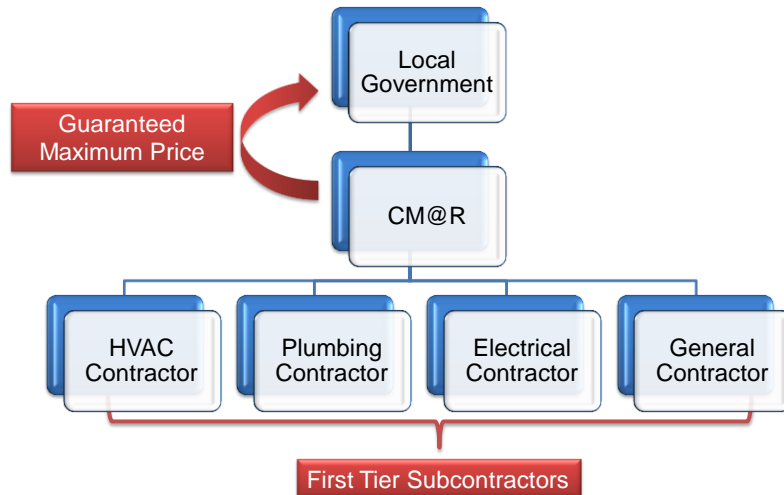 Local
Government
Guaranteed
Maximum Price
CM@R
HVAC
Contractor
Plumbing
Contractor
Electrical
Contractor
General
Contractor
First Tier Subcontractors